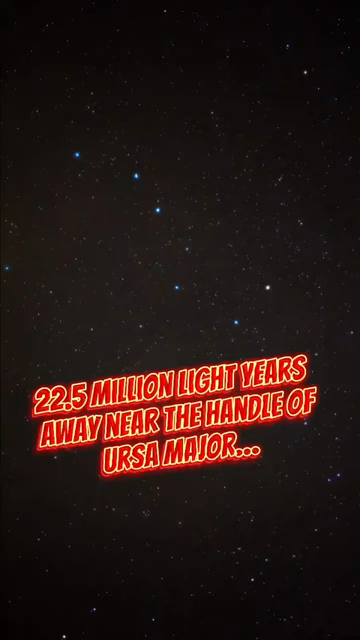 22.5 MILLION LIGHT YEARS
AWAY NEAR THE HANDLE OF
URSA MAJOR...